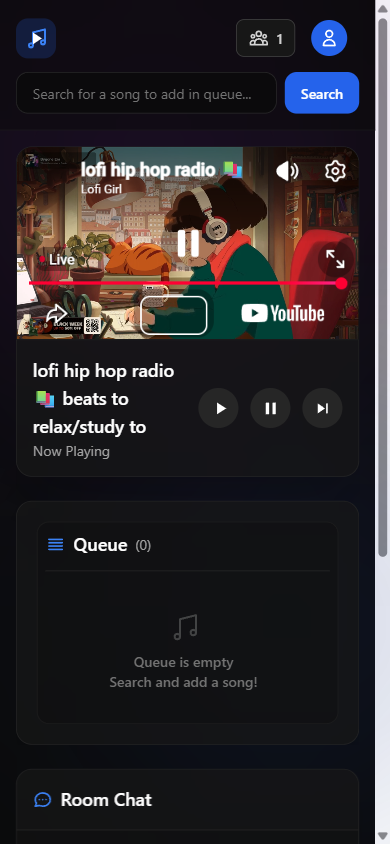 1
Search for a song to add in queue...
Search
lofi hip hop radio 📚
Lofi Girl
Live
BLACK WEEK
YouTube
lofi hip hop radio
📚 beats to
relax/study to
Now Playing
Queue (0)
Queue is empty
Search and add a song!
Room Chat